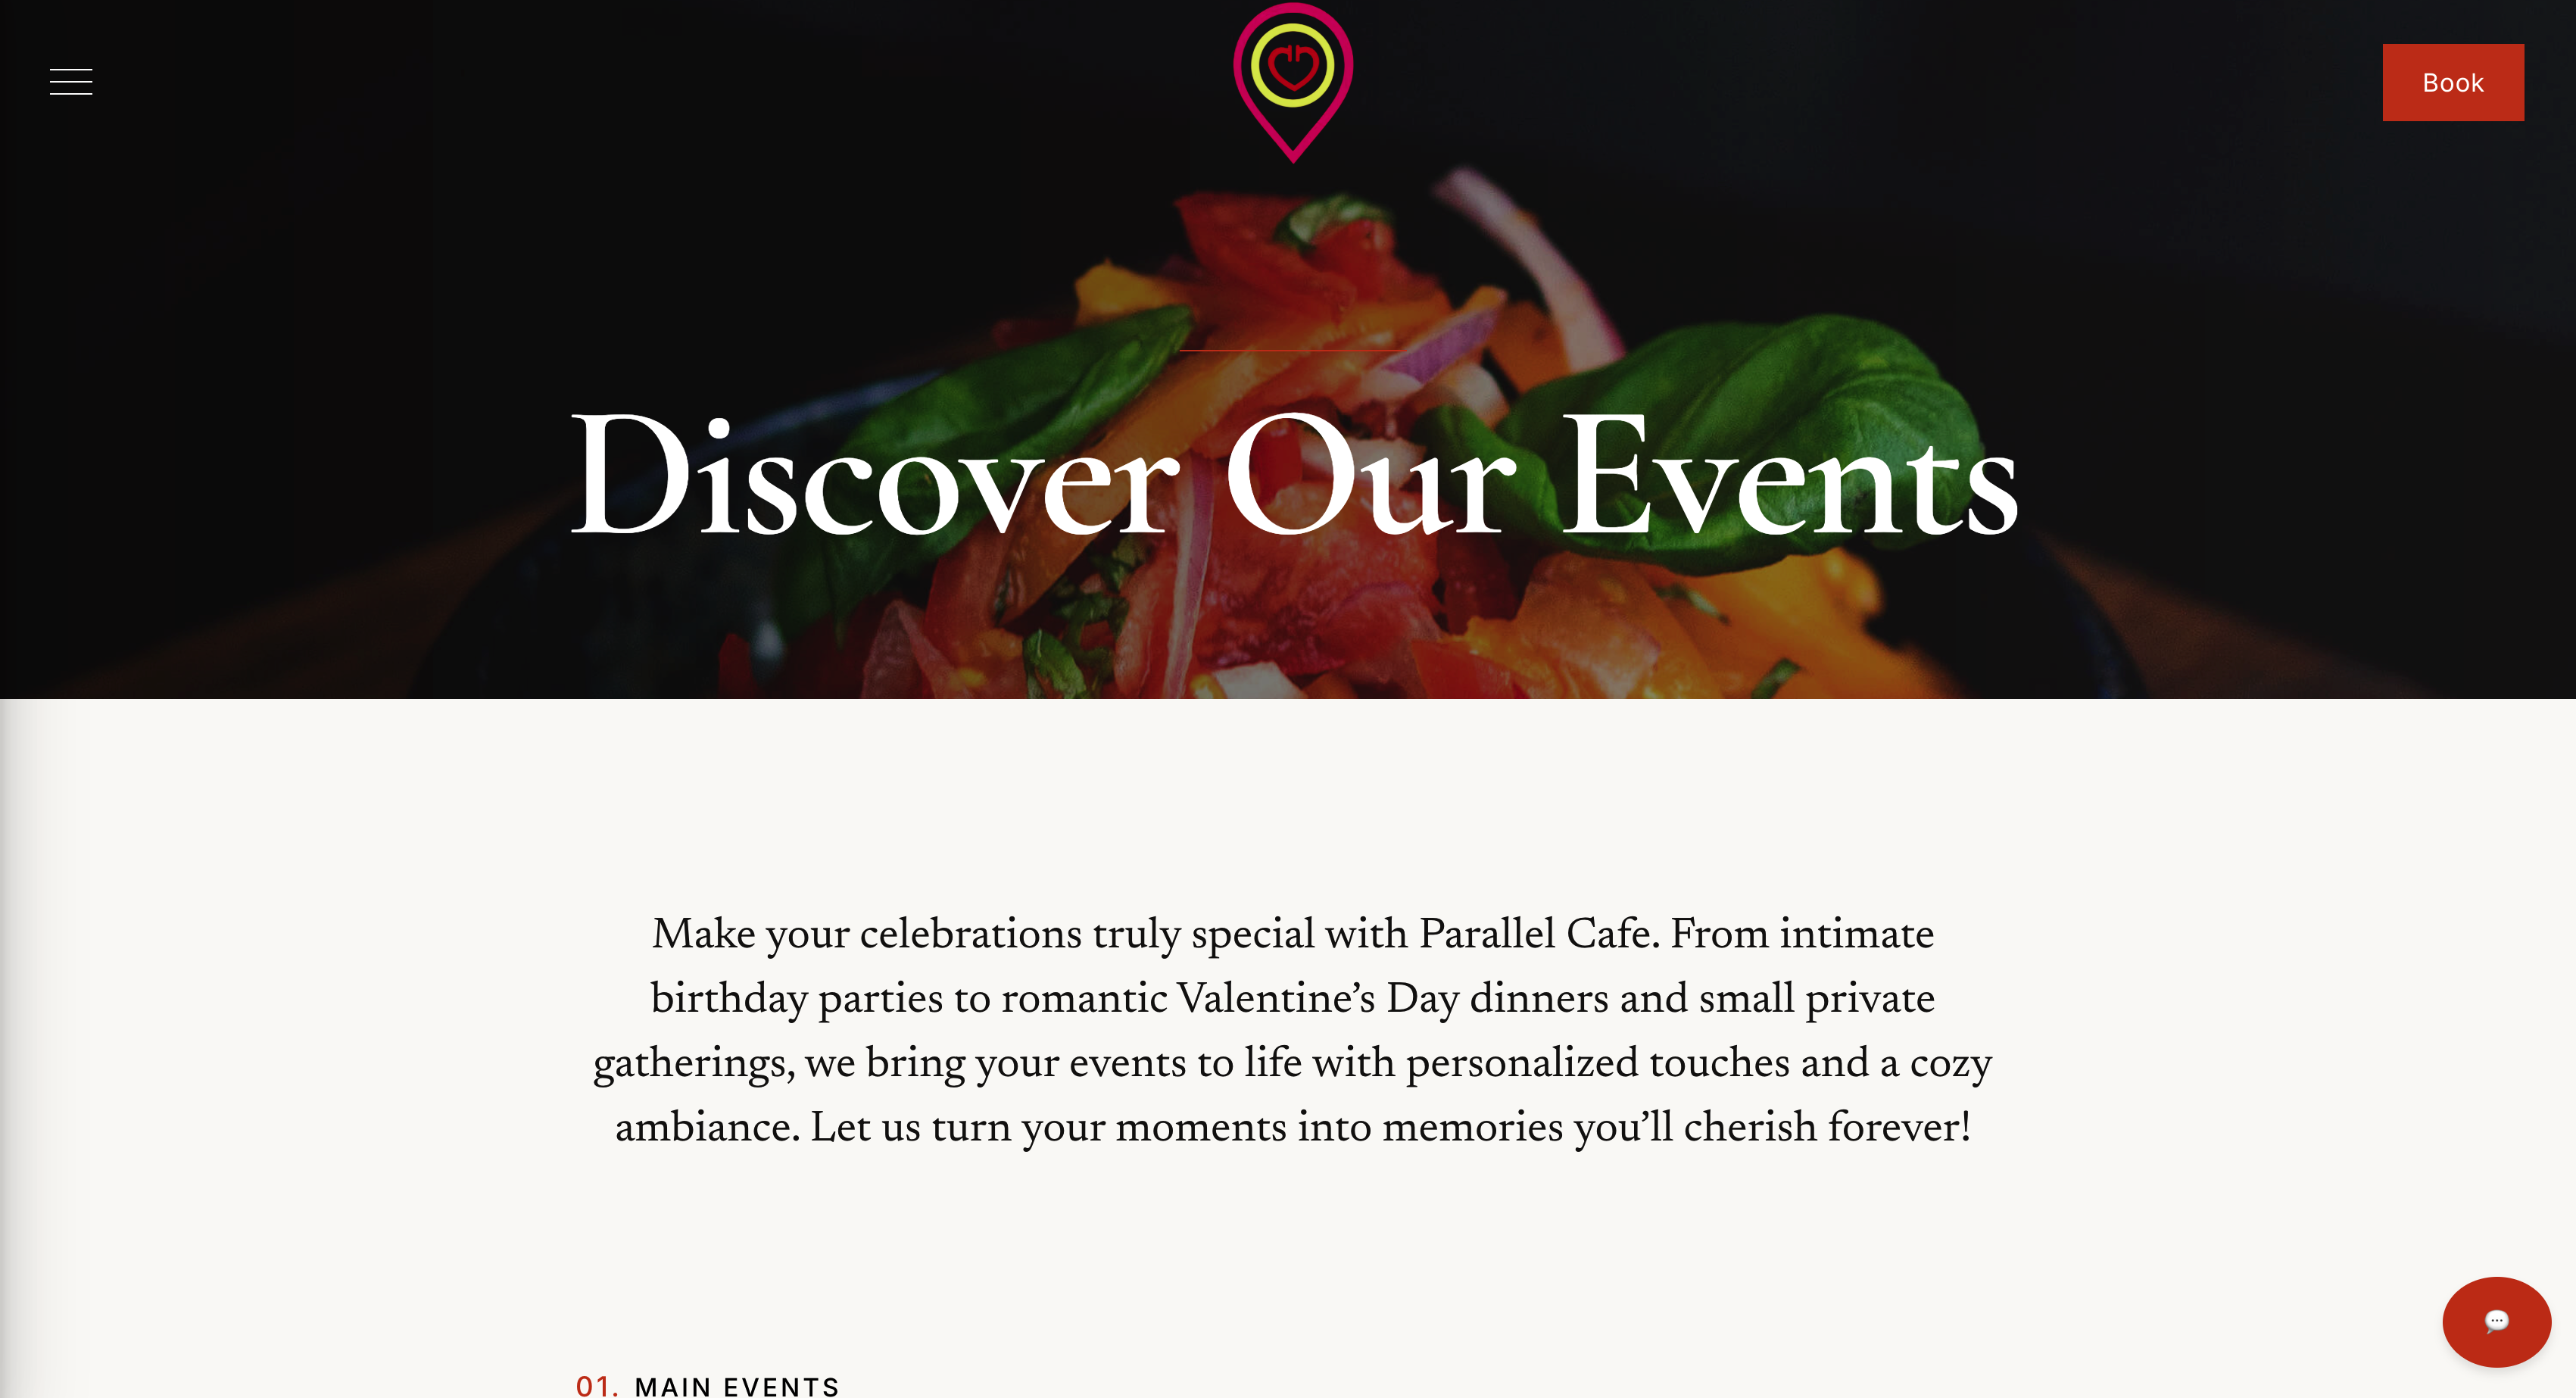 Book
Discover Our Events
Make your celebrations truly special with Parallel Cafe. From intimate
birthday parties to romantic Valentine’s Day dinners and small private
gatherings, we bring your events to life with personalized touches and a cozy
ambiance. Let us turn your moments into memories you’ll cherish forever!
01. MAIN EVENTS